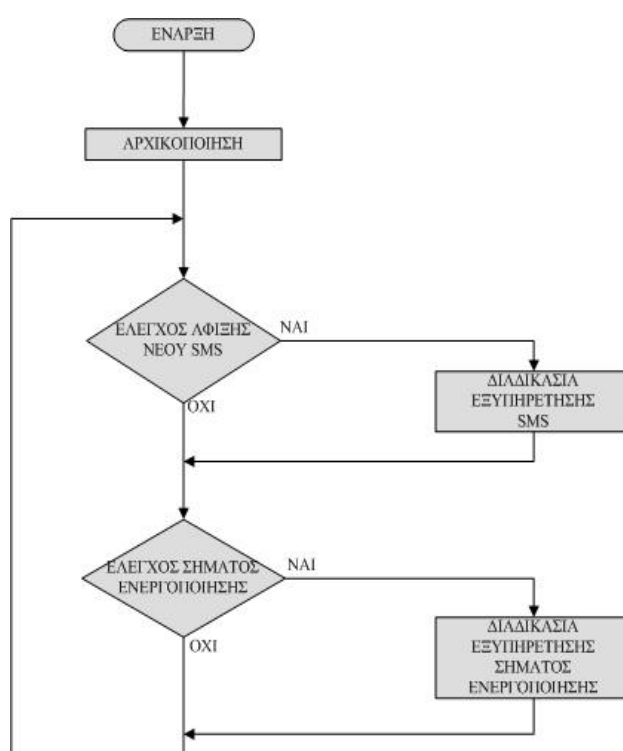 ΕΝΑΡΞΗ
ΑΡΧΙΚΟΠΟΙΗΣΗ
ΕΛΕΓΧΟΣ ΑΦΙΞΗΣ
ΝΕΟΥ SMS
ΝΑΙ
ΟΧΙ
ΔΙΑΔΙΚΑΣΙΑ
ΕΞΥΠΗΡΕΤΗΣΗΣ
SMS
ΕΛΕΓΧΟΣ ΣΗΜΑΤΟΣ
ΕΝΕΡΓΟΠΟΙΗΣΗΣ
ΝΑΙ
ΟΧΙ
ΔΙΑΔΙΚΑΣΙΑ
ΕΞΥΠΗΡΕΤΗΣΗΣ
ΣΗΜΑΤΟΣ
ΕΝΕΡΓΟΠΟΙΗΣΗΣ